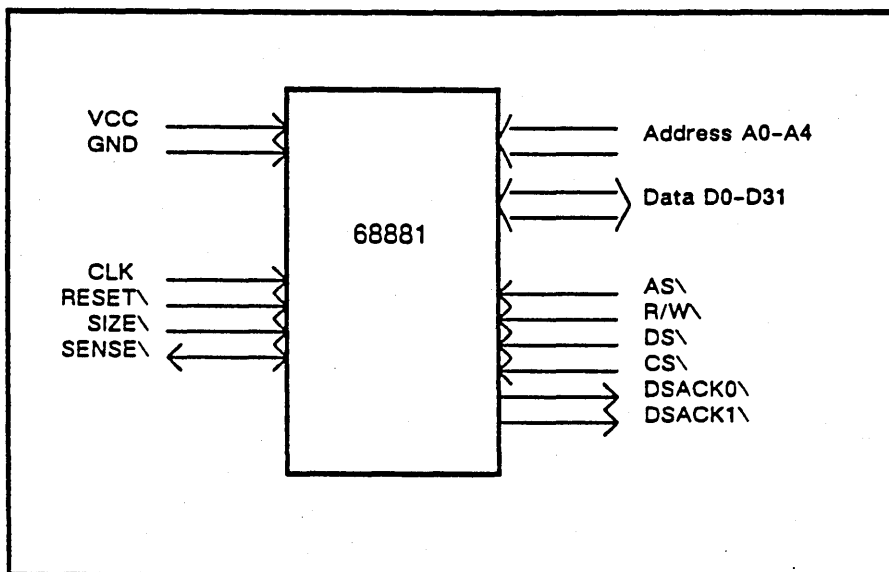 VCC
GND
CLK
RESET\
SIZE\
SENSE\
68881
Address A0-A4
Data D0-D31
AS\
R/W\
DS\
CS\
DSACK0\
DSACK1\